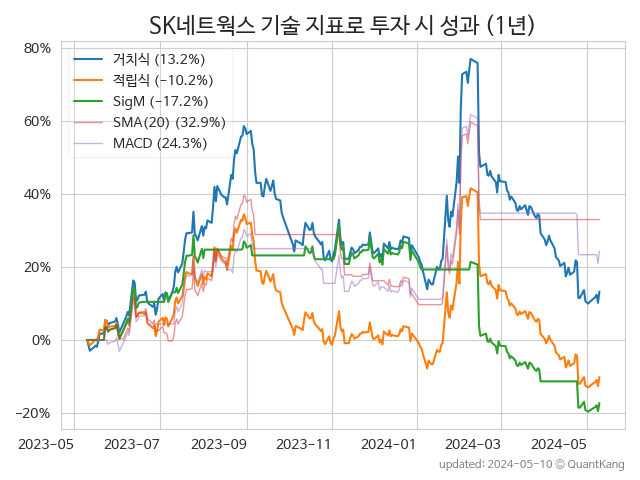 SK네트웍스 기술 지표로 투자 시 성과 (1년)
80%
60%
40%
20%
0%
−20%
거치식 (13.2%)
적립식 (−10.2%)
SigM (−17.2%)
SMA(20) (32.9%)
MACD (24.3%)
2023-05 2023-07 2023-09 2023-11 2024-01 2024-03 2024-05
updated: 2024-05-10 © QuantKang